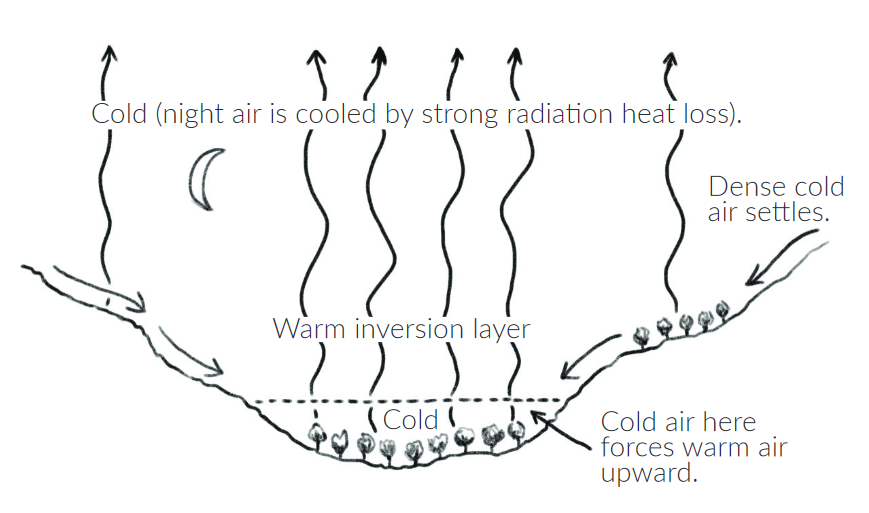 Cold (night air is cooled by strong radiation heat loss).
Dense cold
air settles.
Warm inversion layer
Cold
Cold air here
forces warm air
upward.